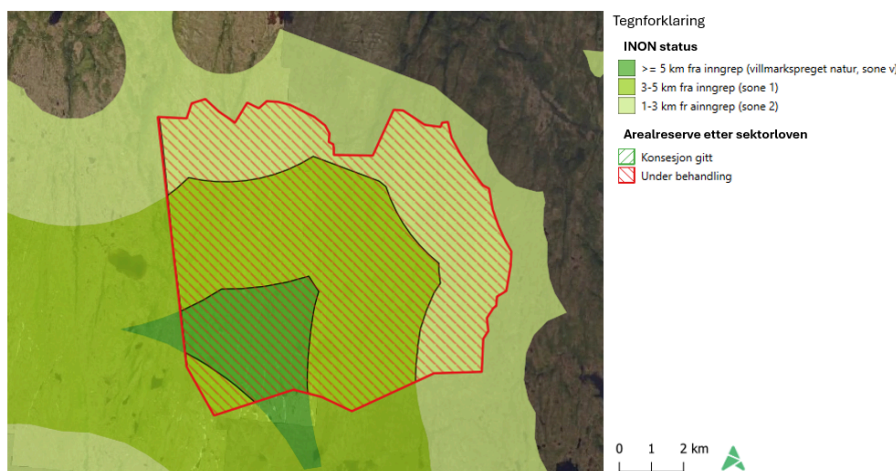 Tegnforklaring
INON status
>= 5 km fra inngrep (villmarkspreget natur, sone v)
3-5 km fra inngrep (sone 1)
1-3 km fr ainngrep (sone 2)
Arealreserve etter sektorloven
Konsesjon gitt
Under behandling
0 1 2 km